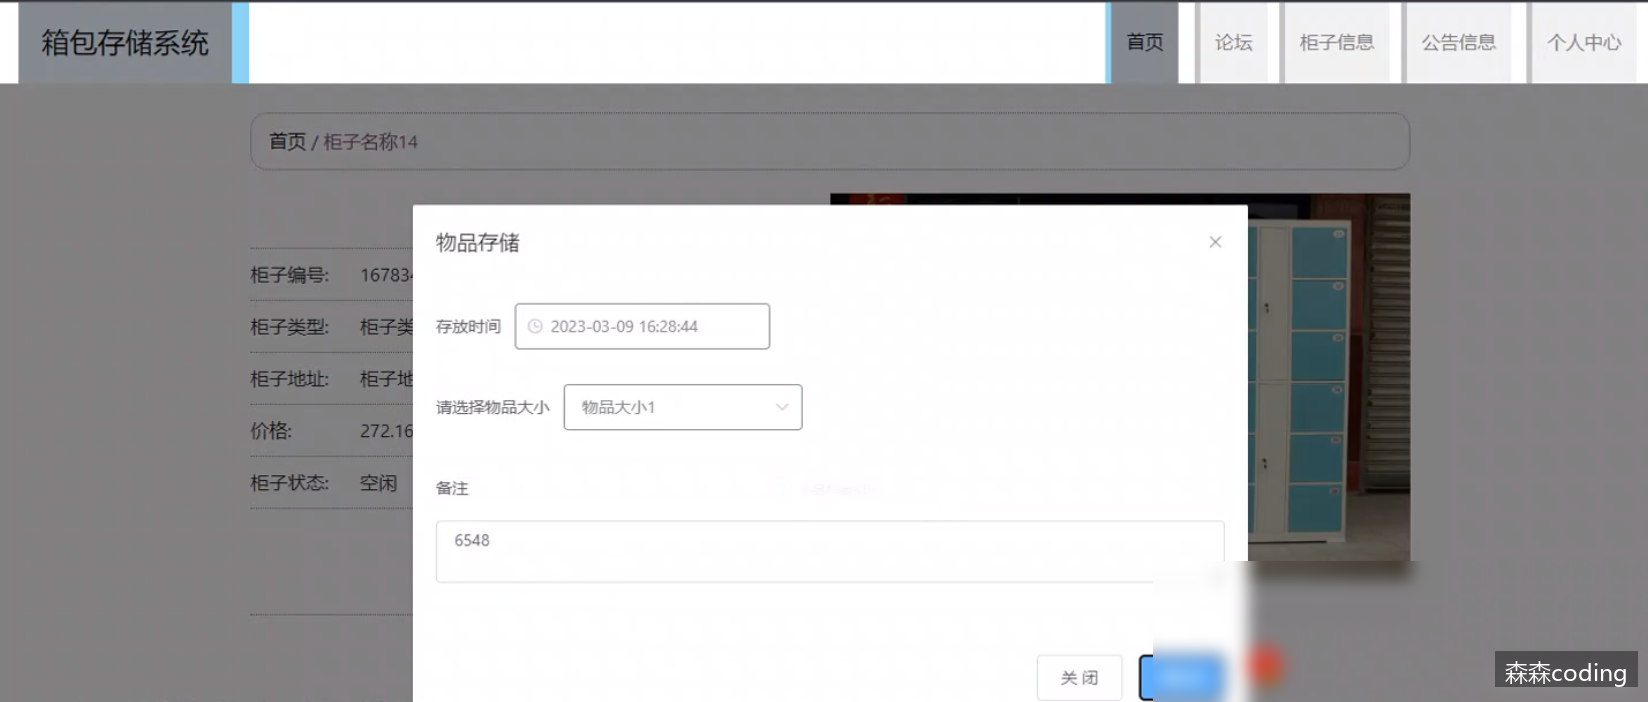 箱包存储系统
首页
论坛
柜子信息
公告信息
个人中心
首页 / 柜子名称14
物品存储
柜子编号: 16783
存放时间 2023-03-09 16:28:44
柜子类型: 柜子类
柜子地址: 柜子地
请选择物品大小 物品大小1
价格: 272.16
柜子状态: 空闲
备注
6548
关闭
森森coding